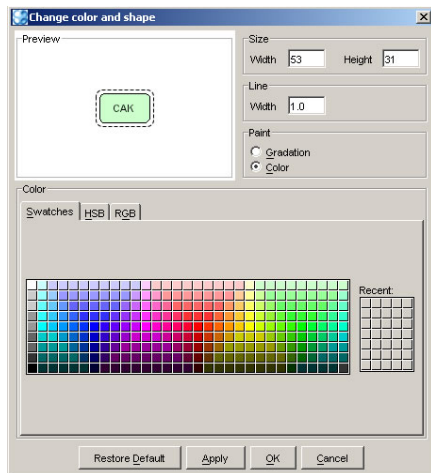 Change color and shape
Preview
CAK
Size
Width 53 Height 31
Line
Width 1.0
Paint
Gradation
Color
Color
Swatches HSB RGB
Recent:
Restore Default Apply OK Cancel